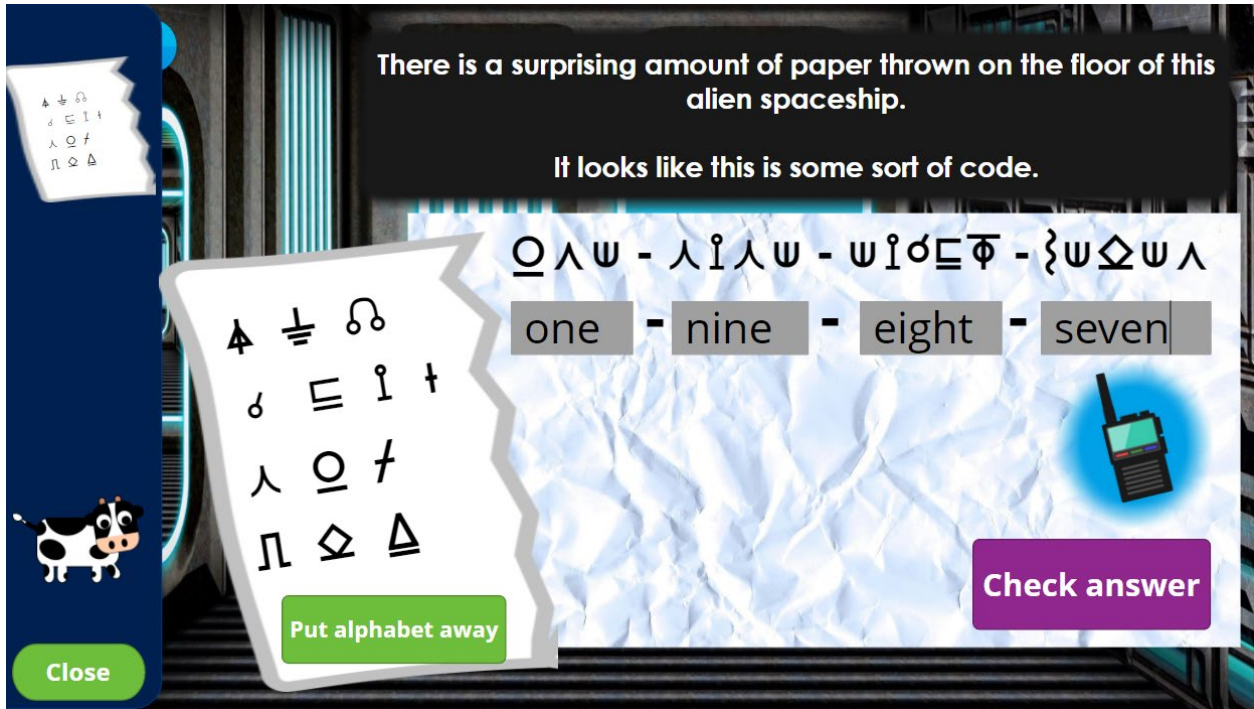 There is a surprising amount of paper thrown on the floor of this
alien spaceship.
It looks like this is some sort of code.
one - nine - eight - seven
Put alphabet away
Check answer
Close